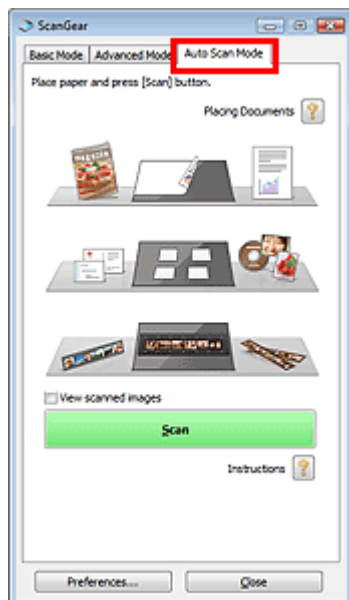 ScanGear
Basic Mode Advanced Mode Auto Scan Mode
Place paper and press [Scan] button.
Placing Documents ?
View scanned images
Scan
Instructions ?
Preferences... Close